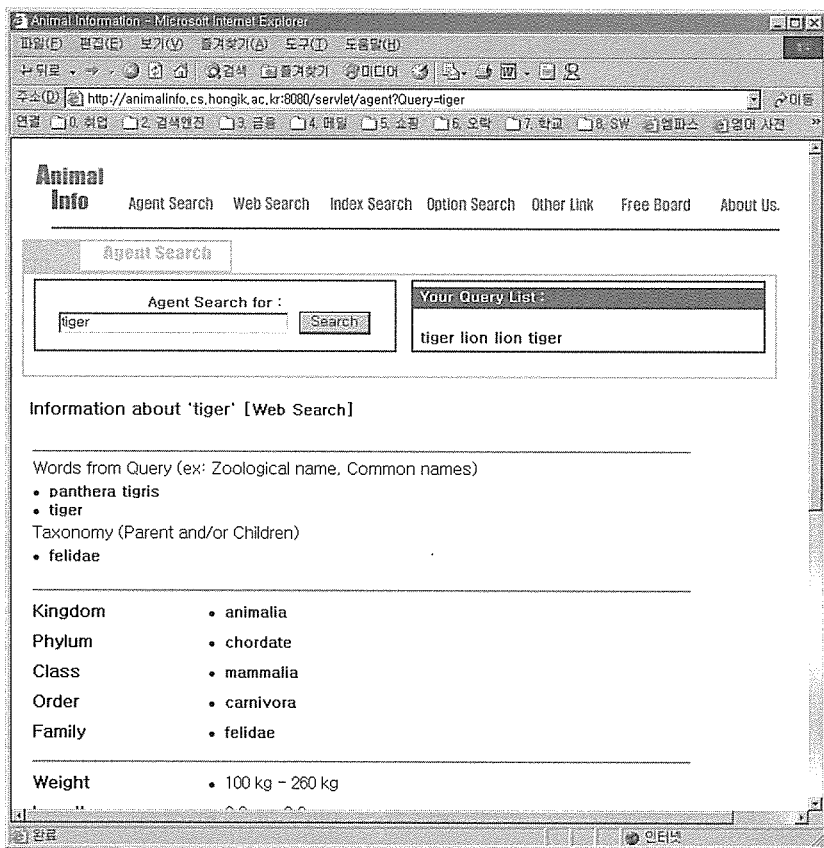 Animal Information - Microsoft Internet Explorer
파일(F) 편집(E) 보기(V) 즐겨찾기(A) 도구(T) 도움말(H)
뒤로 검색 즐겨찾기 미디어
주소(D) http://animalinfo.cs.hongik.ac.kr:8080/servlet/agent?Query=tiger 이동
연결 0. 취업 2. 검색엔진 3. 금융 4. 메일 5. 쇼핑 6. 오락 7. 학교 8. SW 엠파스 영어 사전 »
Animal
Info Agent Search Web Search Index Search Option Search Other Link Free Board About Us.
Agent Search
Agent Search for :
tiger Search
Your Query List :
tiger lion lion tiger
Information about 'tiger' [Web Search]
Words from Query (ex: Zoological name, Common names)
• panthera tigris
• tiger
Taxonomy (Parent and/or Children)
• felidae
Kingdom • animalia
Phylum • chordate
Class • mammalia
Order • carnivora
Family • felidae
Weight • 100 kg - 260 kg
완료 인터넷